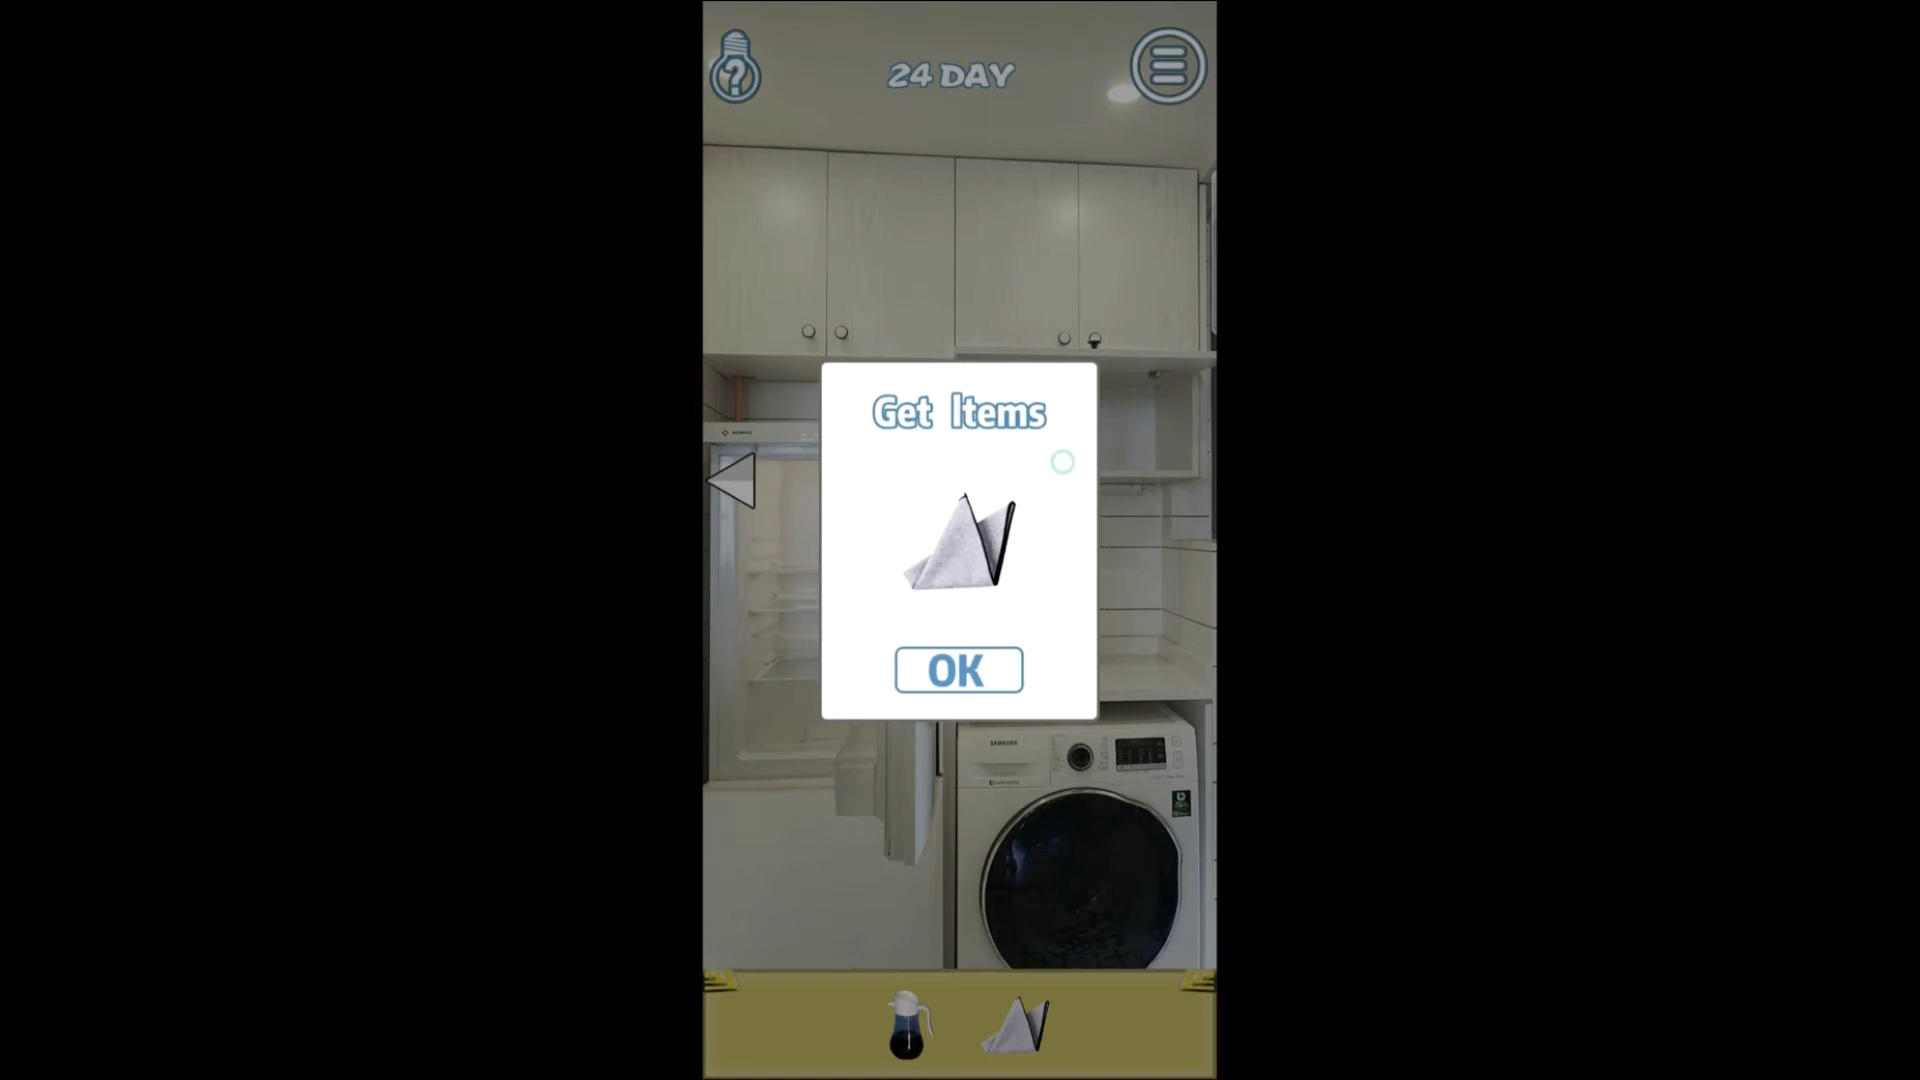 ?
24 DAY
Get Items
OK
SAMSUNG